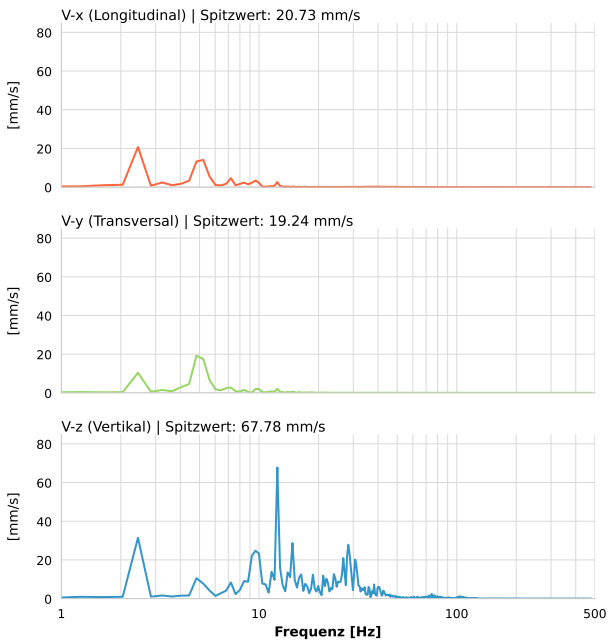 V-x (Longitudinal) | Spitzwert: 20.73 mm/s
80
60
40
20
0
[mm/s]
V-y (Transversal) | Spitzwert: 19.24 mm/s
80
60
40
20
0
[mm/s]
V-z (Vertikal) | Spitzwert: 67.78 mm/s
80
60
40
20
0
[mm/s]
1 10 100 500
Frequenz [Hz]